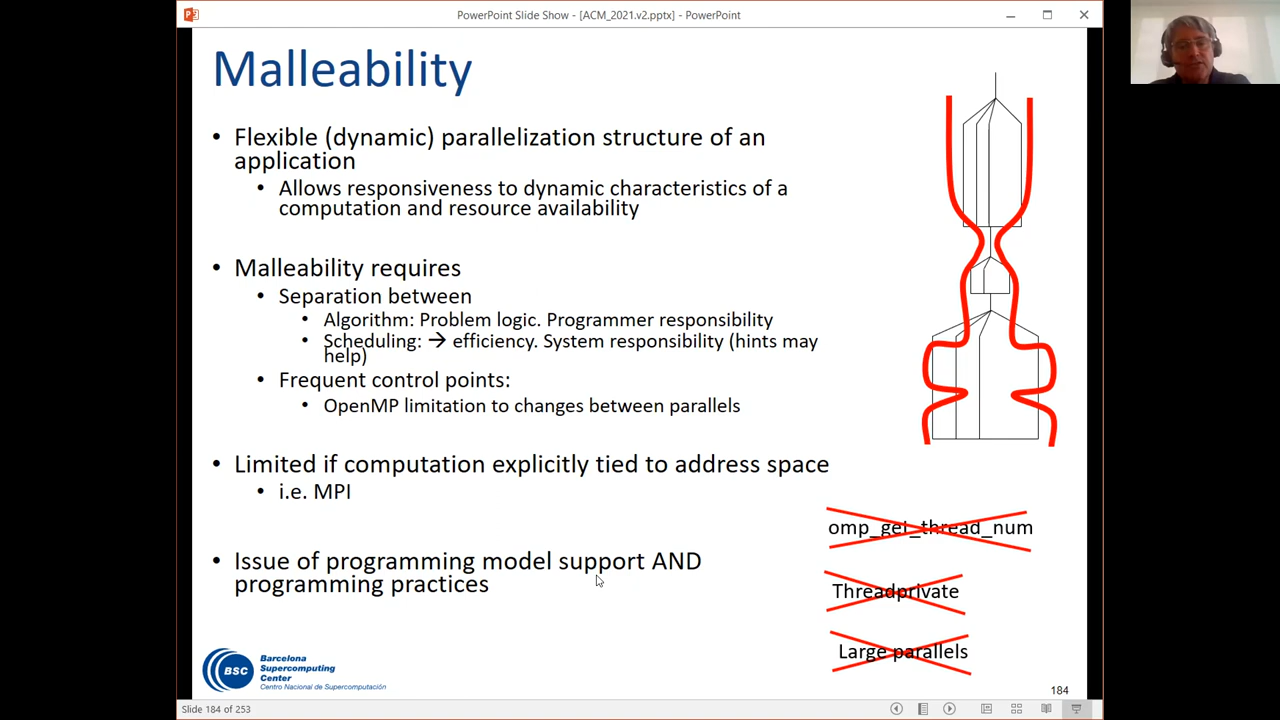 PowerPoint Slide Show - [ACM_2021.v2.pptx] - PowerPoint
Malleability
• Flexible (dynamic) parallelization structure of an
application
• Allows responsiveness to dynamic characteristics of a
computation and resource availability
• Malleability requires
• Separation between
• Algorithm: Problem logic. Programmer responsibility
• Scheduling: → efficiency. System responsibility (hints may
help)
• Frequent control points:
• OpenMP limitation to changes between parallels
• Limited if computation explicitly tied to address space
• i.e. MPI
omp_get_thread_num
• Issue of programming model support AND
programming practices
Threadprivate
Large parallels
BSC
Barcelona
Supercomputing
Center
Centro Nacional de Supercomputación
184
Slide 184 of 253